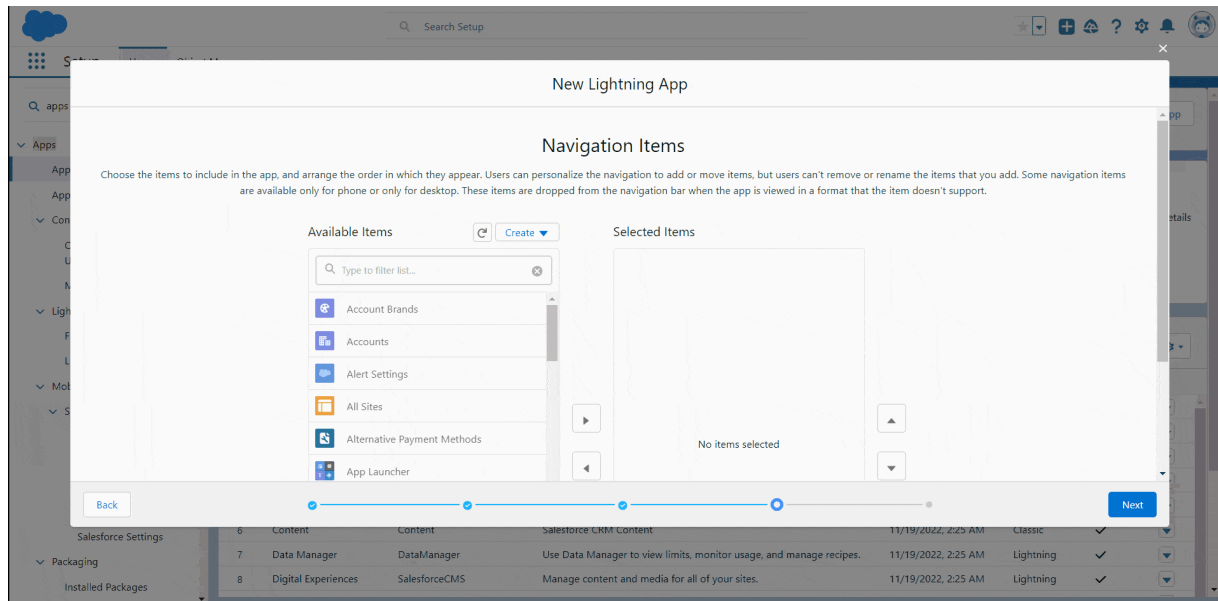 Search Setup
Setup
New Lightning App
apps
Navigation Items
Apps
Choose the items to include in the app, and arrange the order in which they appear. Users can personalize the navigation to add or move items, but users can't remove or rename the items that you add. Some navigation items
are available only for phone or only for desktop. These items are dropped from the navigation bar when the app is viewed in a format that the item doesn't support.
App
App
Con
etails
Available Items
Create
Selected Items
Type to filter list...
Account Brands
Ligh
Accounts
Alert Settings
Mob
All Sites
Alternative Payment Methods
No items selected
App Launcher
Back
Next
6 Content Content Salesforce CRM Content 11/19/2022, 2:25 AM Classic
Salesforce Settings
7 Data Manager DataManager Use Data Manager to view limits, monitor usage, and manage recipes. 11/19/2022, 2:25 AM Lightning
Packaging
8 Digital Experiences SalesforceCMS Manage content and media for all of your sites. 11/19/2022, 2:25 AM Lightning
Installed Packages